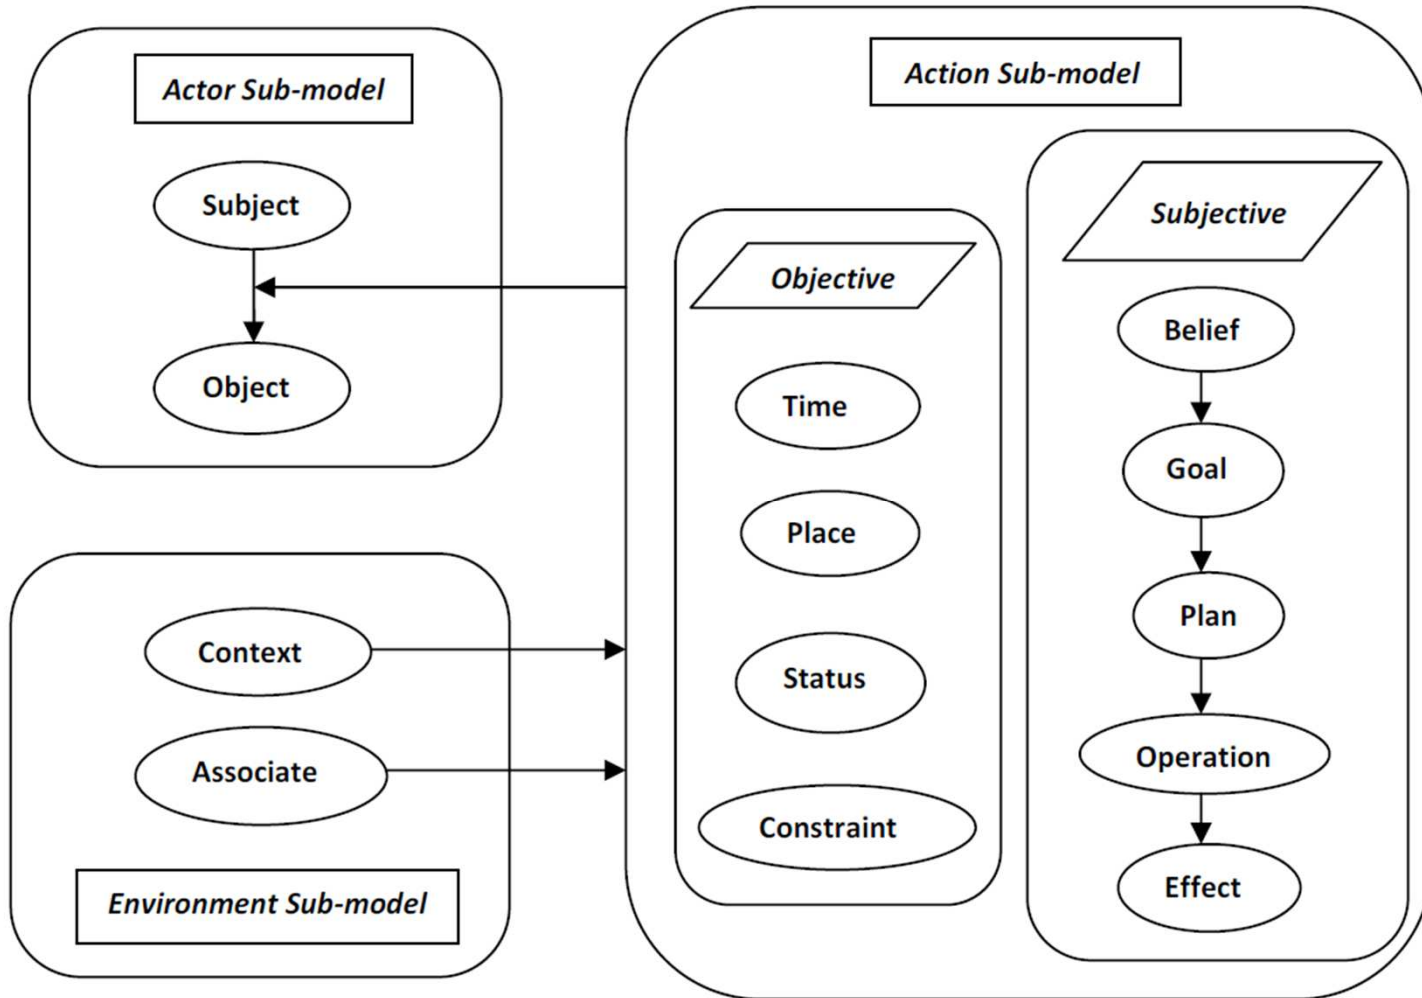 Actor Sub-model
Subject
Object
Context
Associate
Environment Sub-model
Action Sub-model
Objective
Time
Place
Status
Constraint
Subjective
Belief
Goal
Plan
Operation
Effect